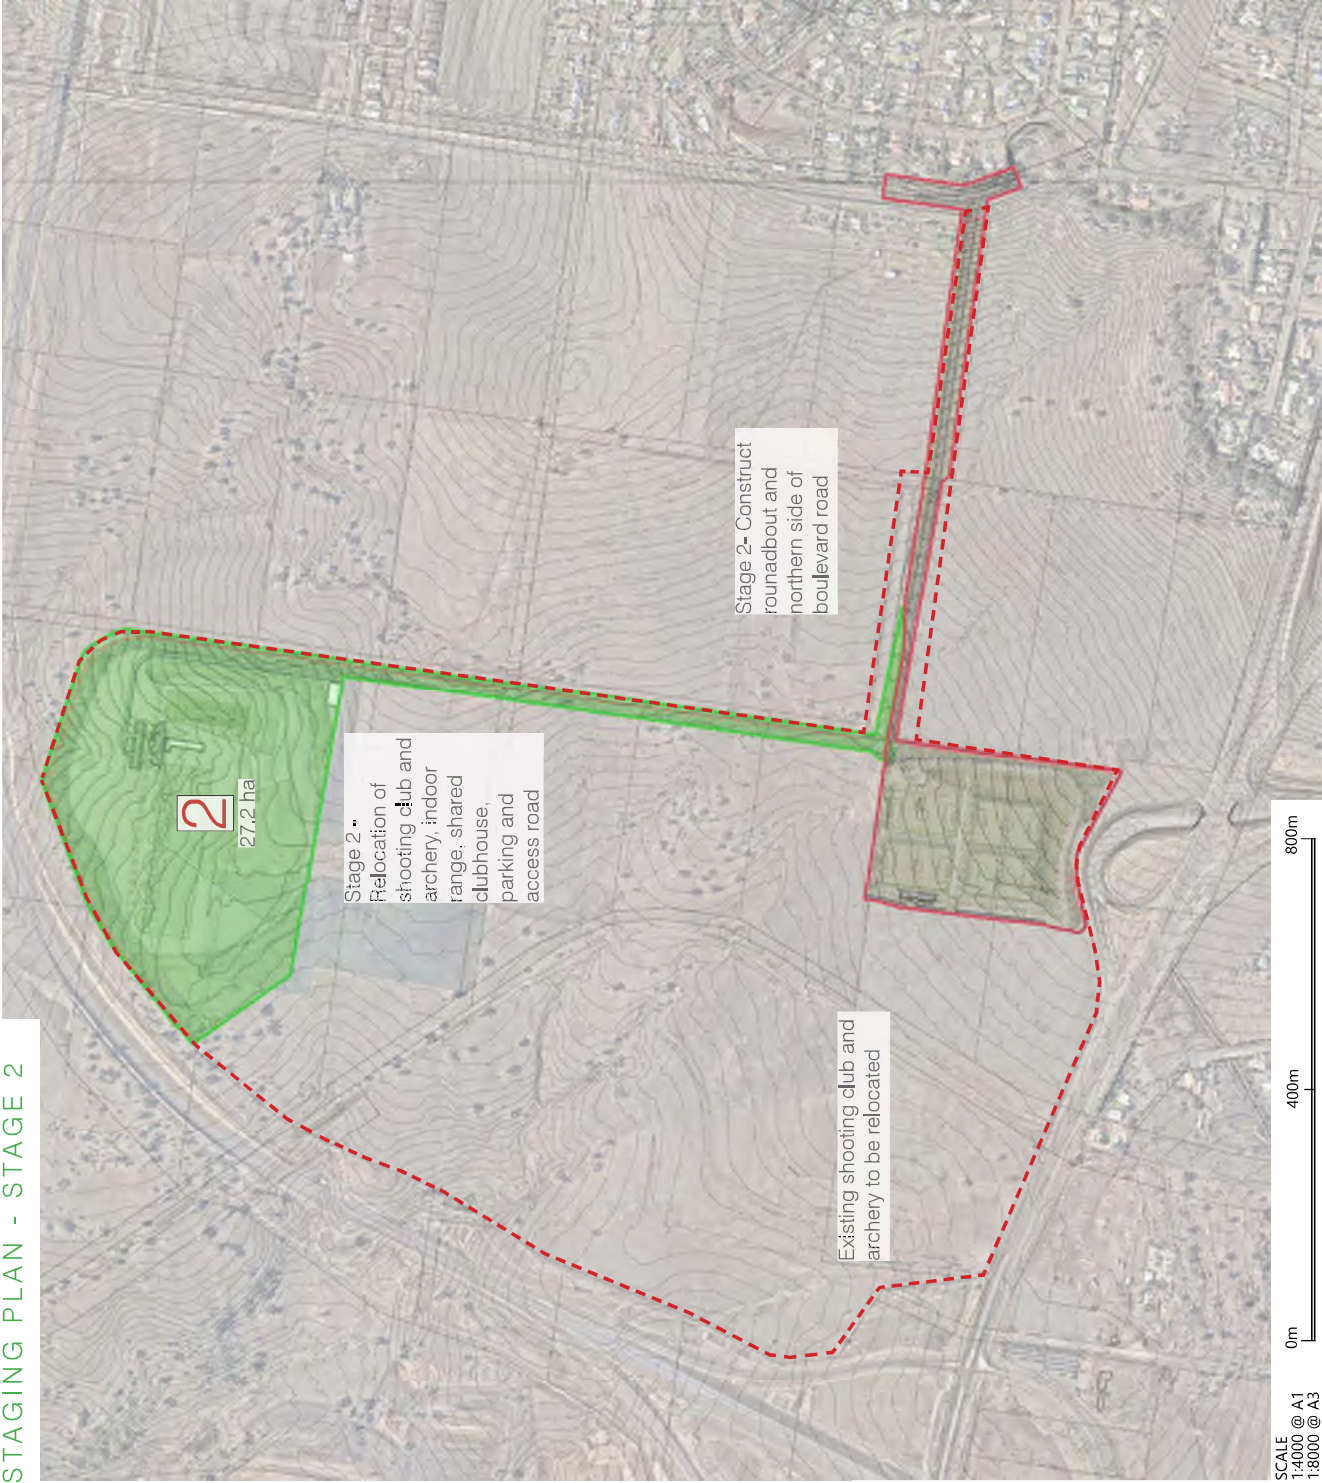 STAGING PLAN - STAGE 2
2
27.2 ha
Stage 2 -
Relocation of
shooting club and
archery, indoor
range, shared
clubhouse,
parking and
access road
Stage 2- Construct
rounadbout and
northern side of
boulevard road
Existing shooting club and
archery to be relocated
SCALE
1:4000 @ A1
1:8000 @ A3
0m
400m
800m